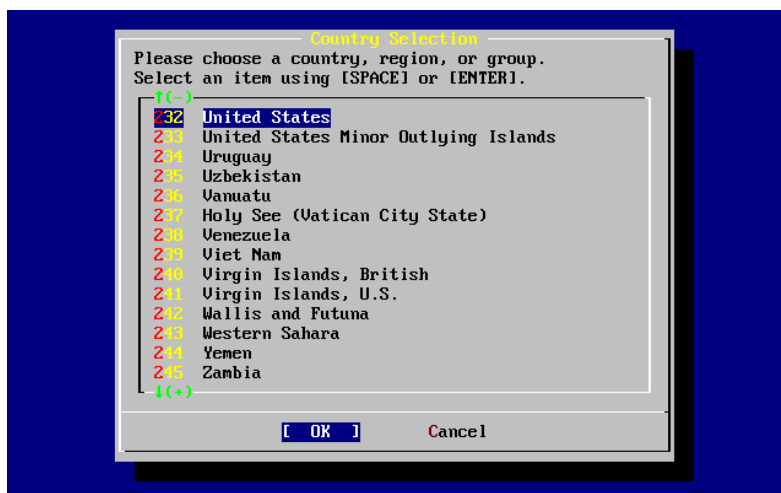 Country Selection
Please choose a country, region, or group.
Select an item using [SPACE] or [ENTER].
↑(-)
232 United States
233 United States Minor Outlying Islands
234 Uruguay
235 Uzbekistan
236 Vanuatu
237 Holy See (Vatican City State)
238 Venezuela
239 Viet Nam
240 Virgin Islands, British
241 Virgin Islands, U.S.
242 Wallis and Futuna
243 Western Sahara
244 Yemen
245 Zambia
↓(+)
[ OK ] Cancel